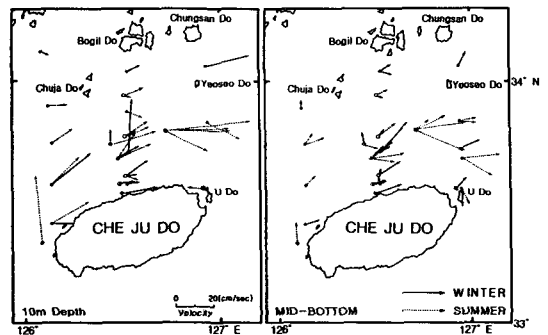 Chungsan Do
Bogil Do
Chuja Do
Yeoseo Do
U Do
CHE JU DO
10m Depth
0 20(cm/sec)
Velocity
126° 127° E
Chungsan Do
Bogil Do
Chuja Do
Yeoseo Do
34° N
U Do
CHE JU DO
WINTER
MID-BOTTOM SUMMER
126° 127° E 33°